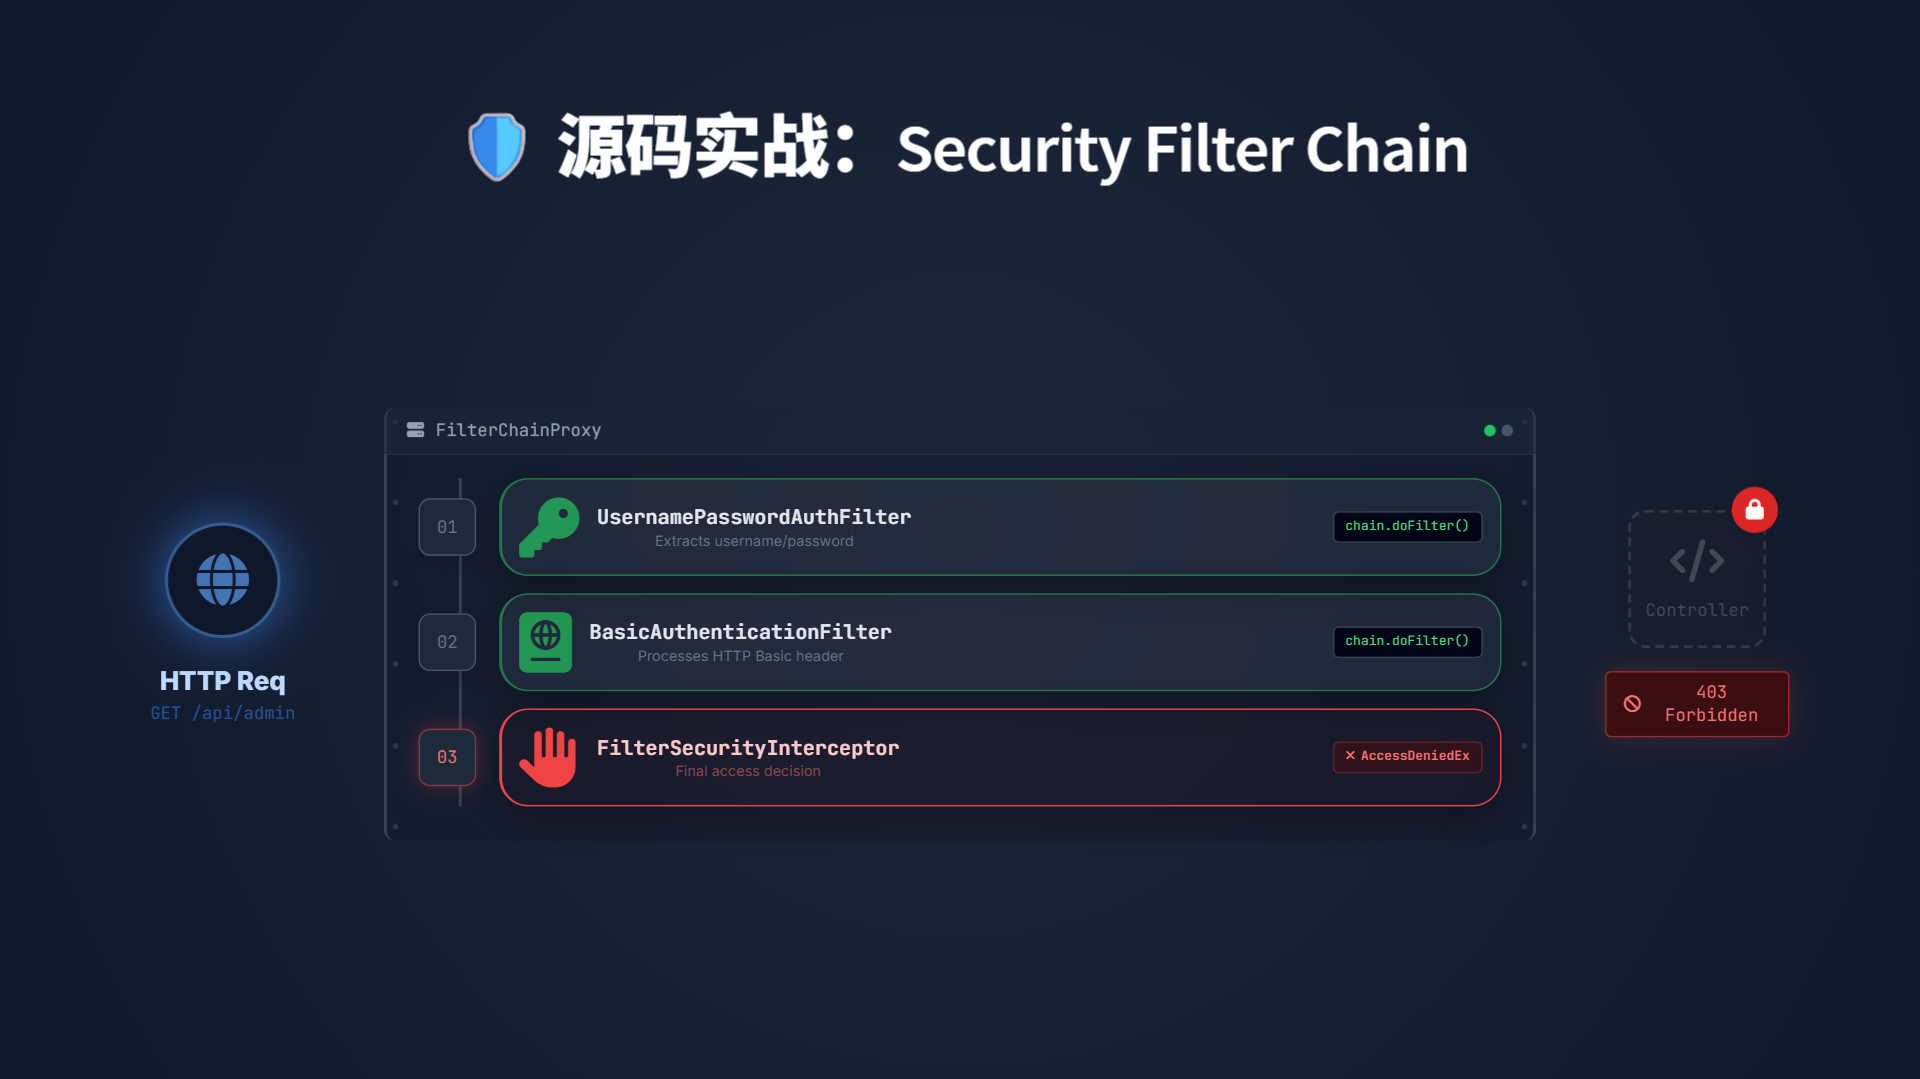 源码实战：Security Filter Chain
FilterChainProxy
HTTP Req
GET /api/admin
01
UsernamePasswordAuthFilter
Extracts username/password
chain.doFilter()
02
BasicAuthenticationFilter
Processes HTTP Basic header
chain.doFilter()
03
FilterSecurityInterceptor
Final access decision
✕ AccessDeniedEx
Controller
403
Forbidden